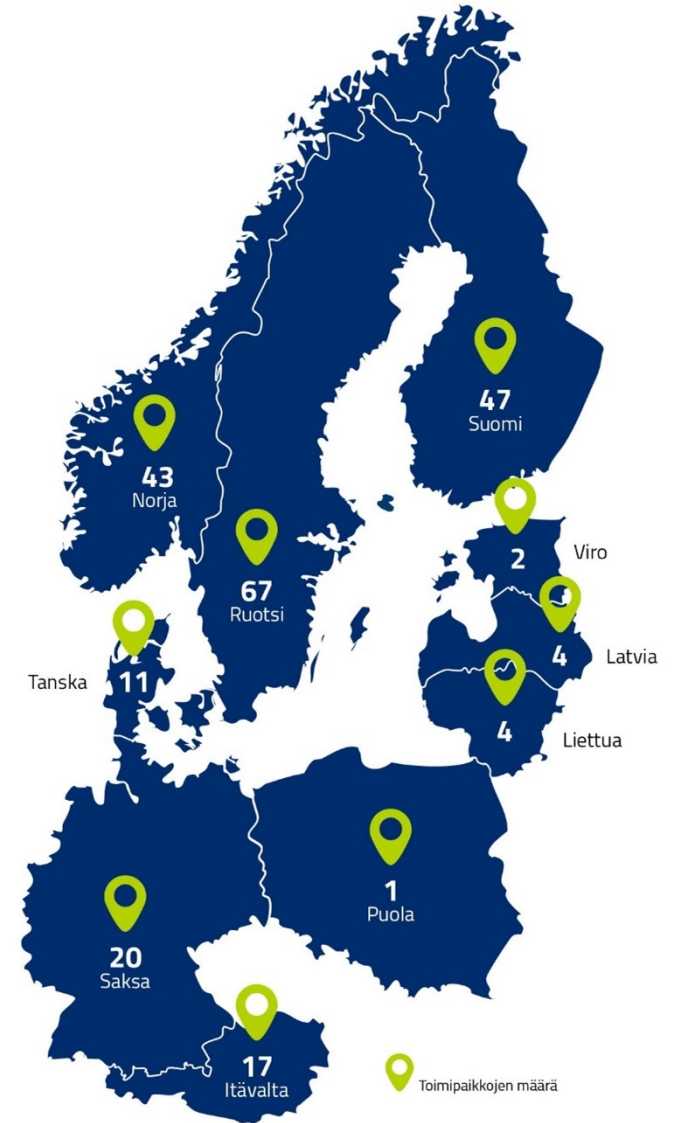 47
Suomi
43
Norja
2
Viro
67
Ruotsi
4
Latvia
Tanska
11
4
Liettua
1
Puola
20
Saksa
17
Itävalta
Toimipaikkojen määrä